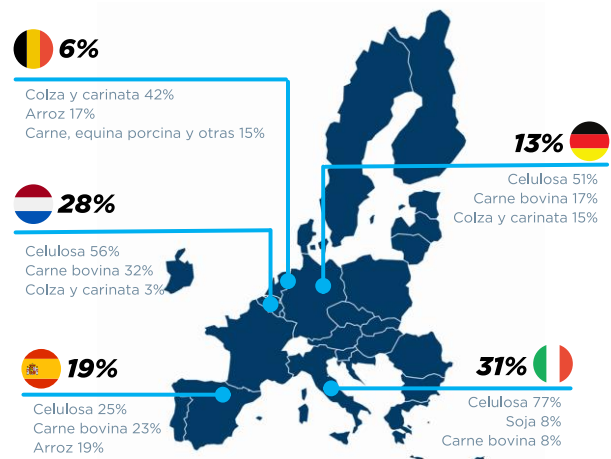 6%
Colza y carinata 42%
Arroz 17%
Carne, equina porcina y otras 15%
13%
Celulosa 51%
Carne bovina 17%
Colza y carinata 15%
28%
Celulosa 56%
Carne bovina 32%
Colza y carinata 3%
19%
Celulosa 25%
Carne bovina 23%
Arroz 19%
31%
Celulosa 77%
Soja 8%
Carne bovina 8%